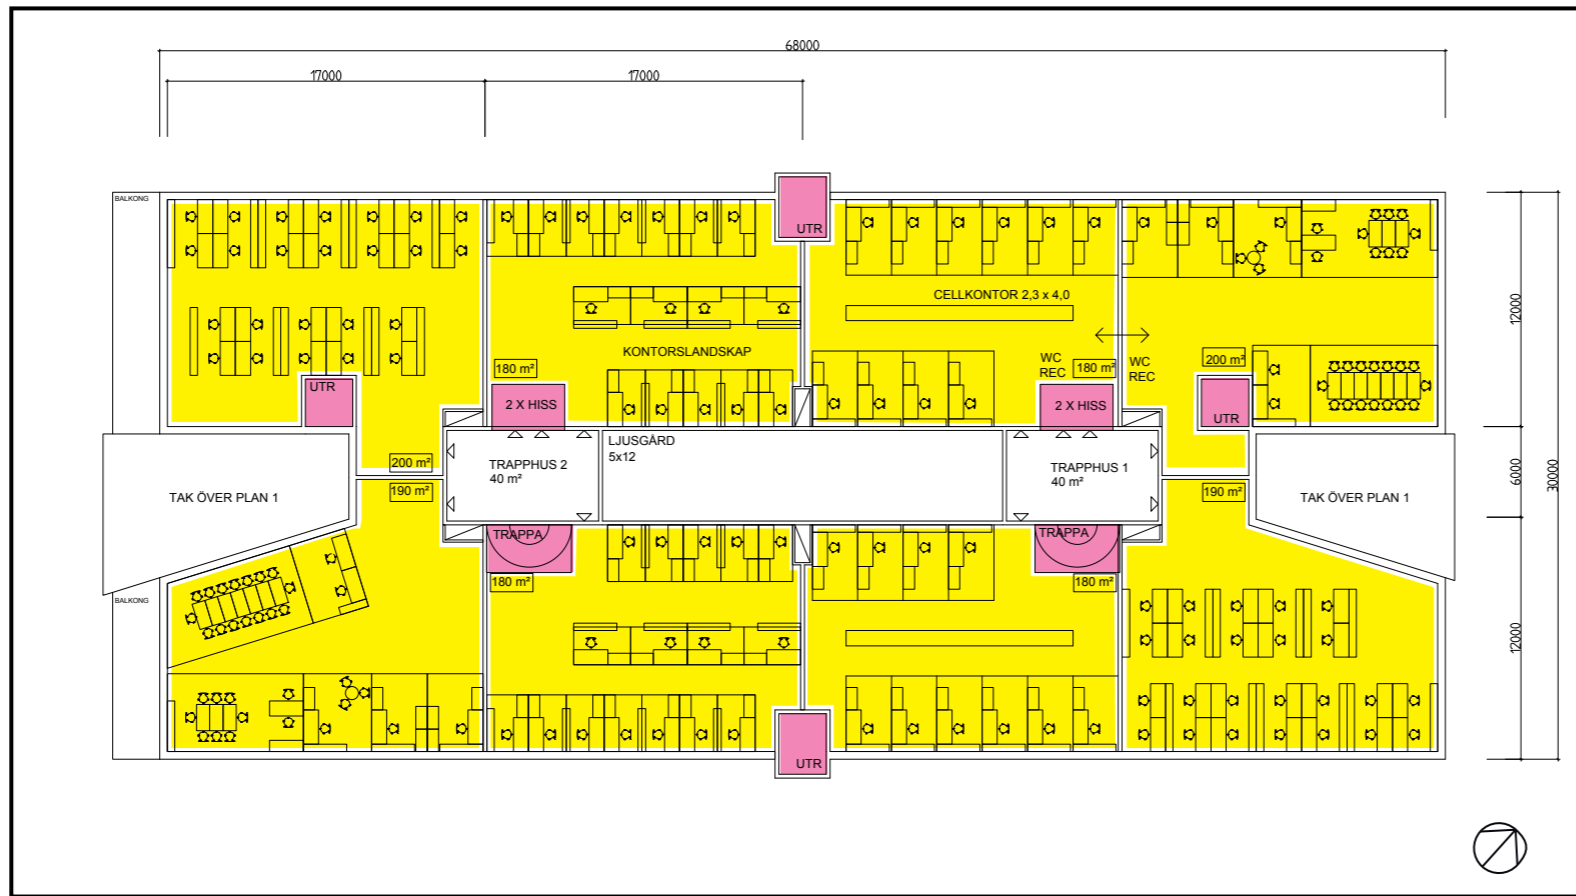 68000
17000
17000
BALKONG
UTR
12000
CELLKONTOR 2,3 x 4,0
KONTORSLANDSKAP
180 m²
WC
REC
180 m²
WC
REC
200 m²
UTR
2 X HISS
2 X HISS
UTR
LJUSGÅRD
5x12
200 m²
TRAPPHUS 2
40 m²
TRAPPHUS 1
40 m²
6000
30000
TAK ÖVER PLAN 1
190 m²
190 m²
TAK ÖVER PLAN 1
TRAPPA
TRAPPA
180 m²
180 m²
BALKONG
12000
UTR